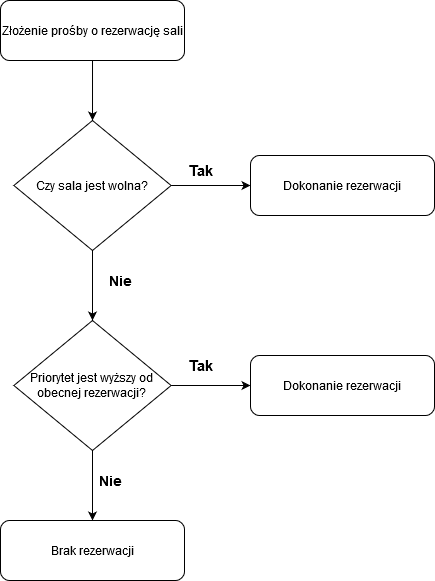 Złożenie prośby o rezerwację sali
Czy sala jest wolna?
Tak
Dokonanie rezerwacji
Nie
Priorytet jest wyższy od
obecnej rezerwacji?
Tak
Dokonanie rezerwacji
Nie
Brak rezerwacji